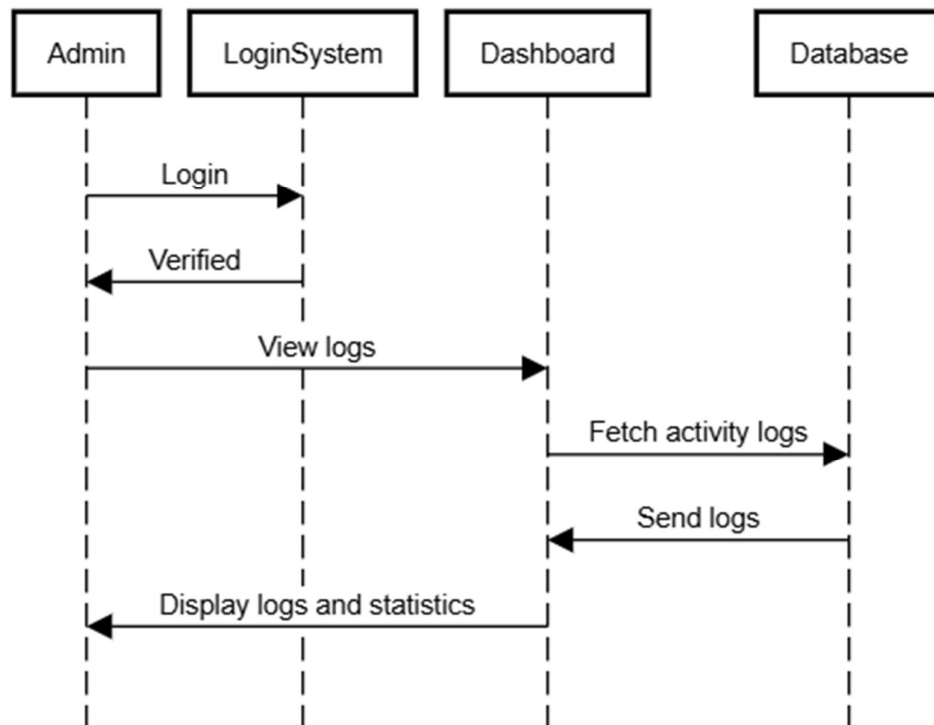 Admin
LoginSystem
Dashboard
Database
Login
Verified
View logs
Fetch activity logs
Send logs
Display logs and statistics